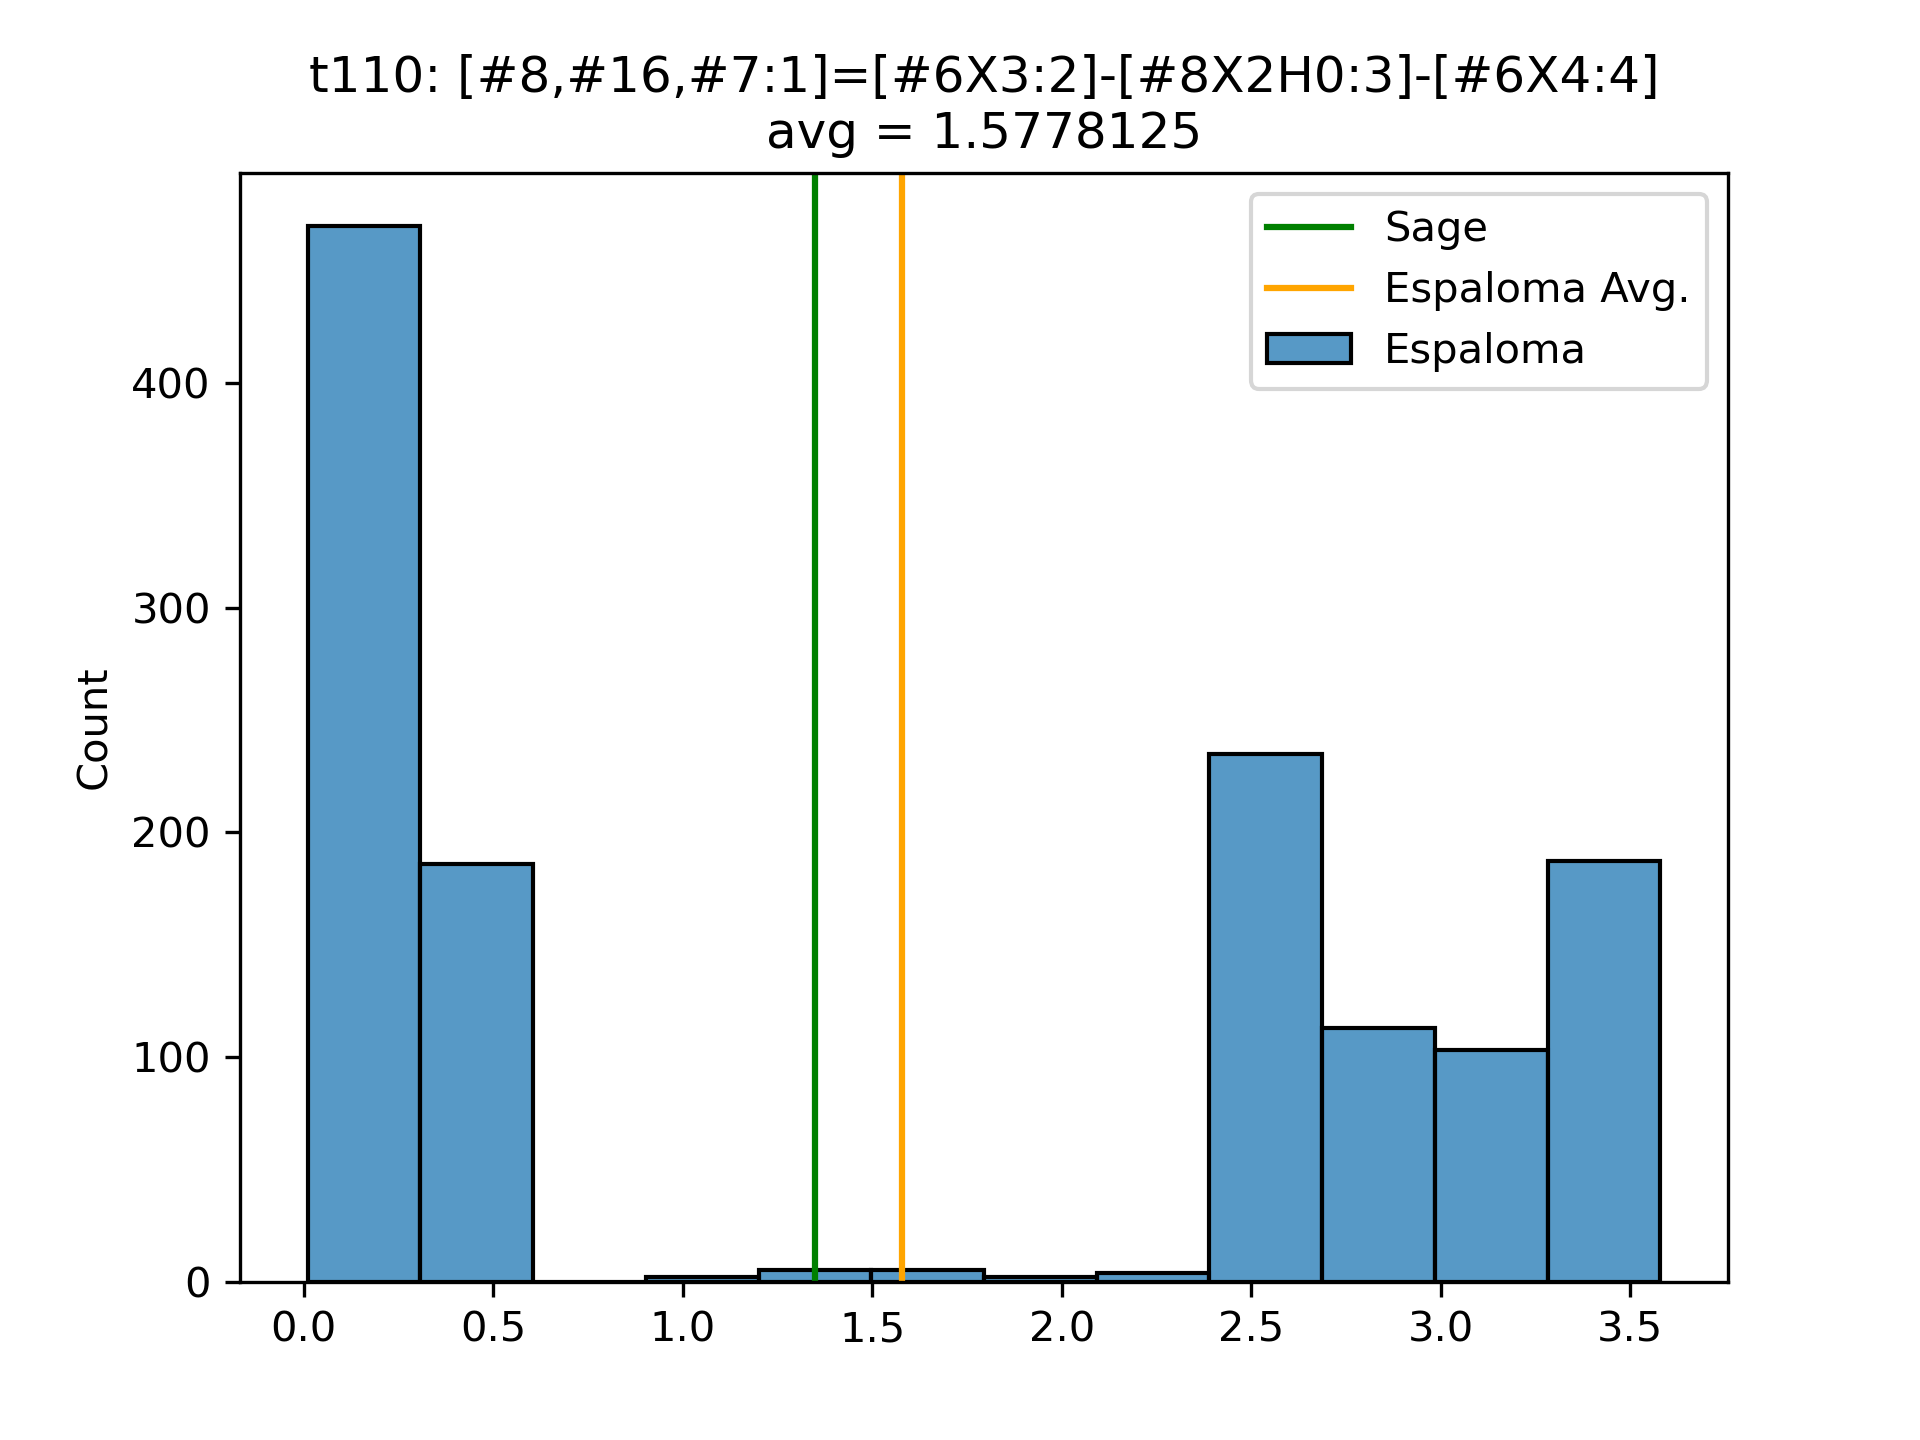 t110: [#8,#16,#7:1]=[#6X3:2]-[#8X2H0:3]-[#6X4:4]
avg = 1.5778125
Sage
Espaloma Avg.
Espaloma
400
300
200
100
0
Count
0.0 0.5 1.0 1.5 2.0 2.5 3.0 3.5